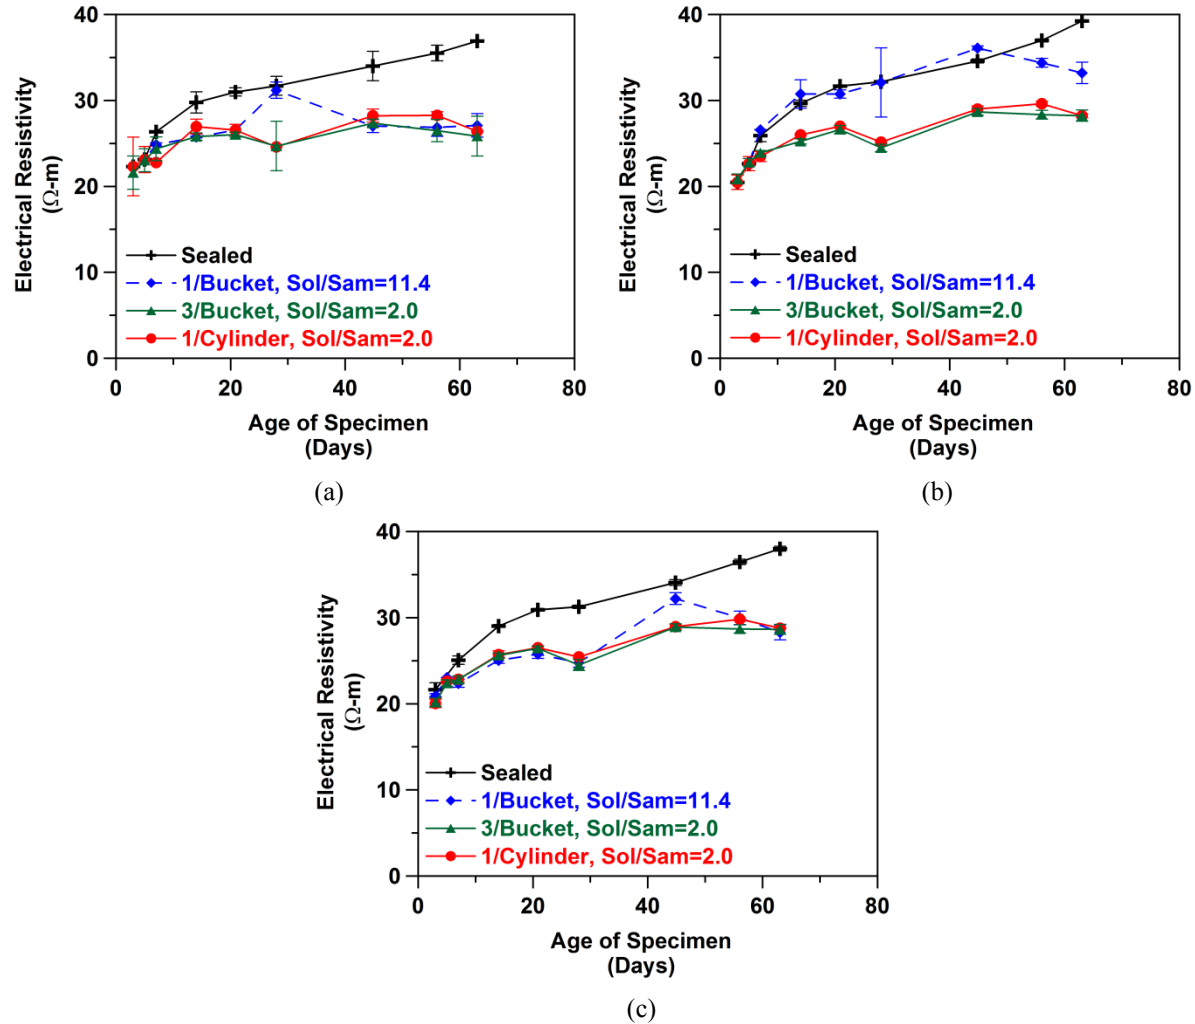 40
30
20
10
0
Electrical Resistivity
(Ω-m)
Sealed
1/Bucket, Sol/Sam=11.4
3/Bucket, Sol/Sam=2.0
1/Cylinder, Sol/Sam=2.0
0 20 40 60 80
Age of Specimen
(Days)
(a)
40
30
20
10
0
Electrical Resistivity
(Ω-m)
Sealed
1/Bucket, Sol/Sam=11.4
3/Bucket, Sol/Sam=2.0
1/Cylinder, Sol/Sam=2.0
0 20 40 60 80
Age of Specimen
(Days)
(b)
40
30
20
10
0
Electrical Resistivity
(Ω-m)
Sealed
1/Bucket, Sol/Sam=11.4
3/Bucket, Sol/Sam=2.0
1/Cylinder, Sol/Sam=2.0
0 20 40 60 80
Age of Specimen
(Days)
(c)